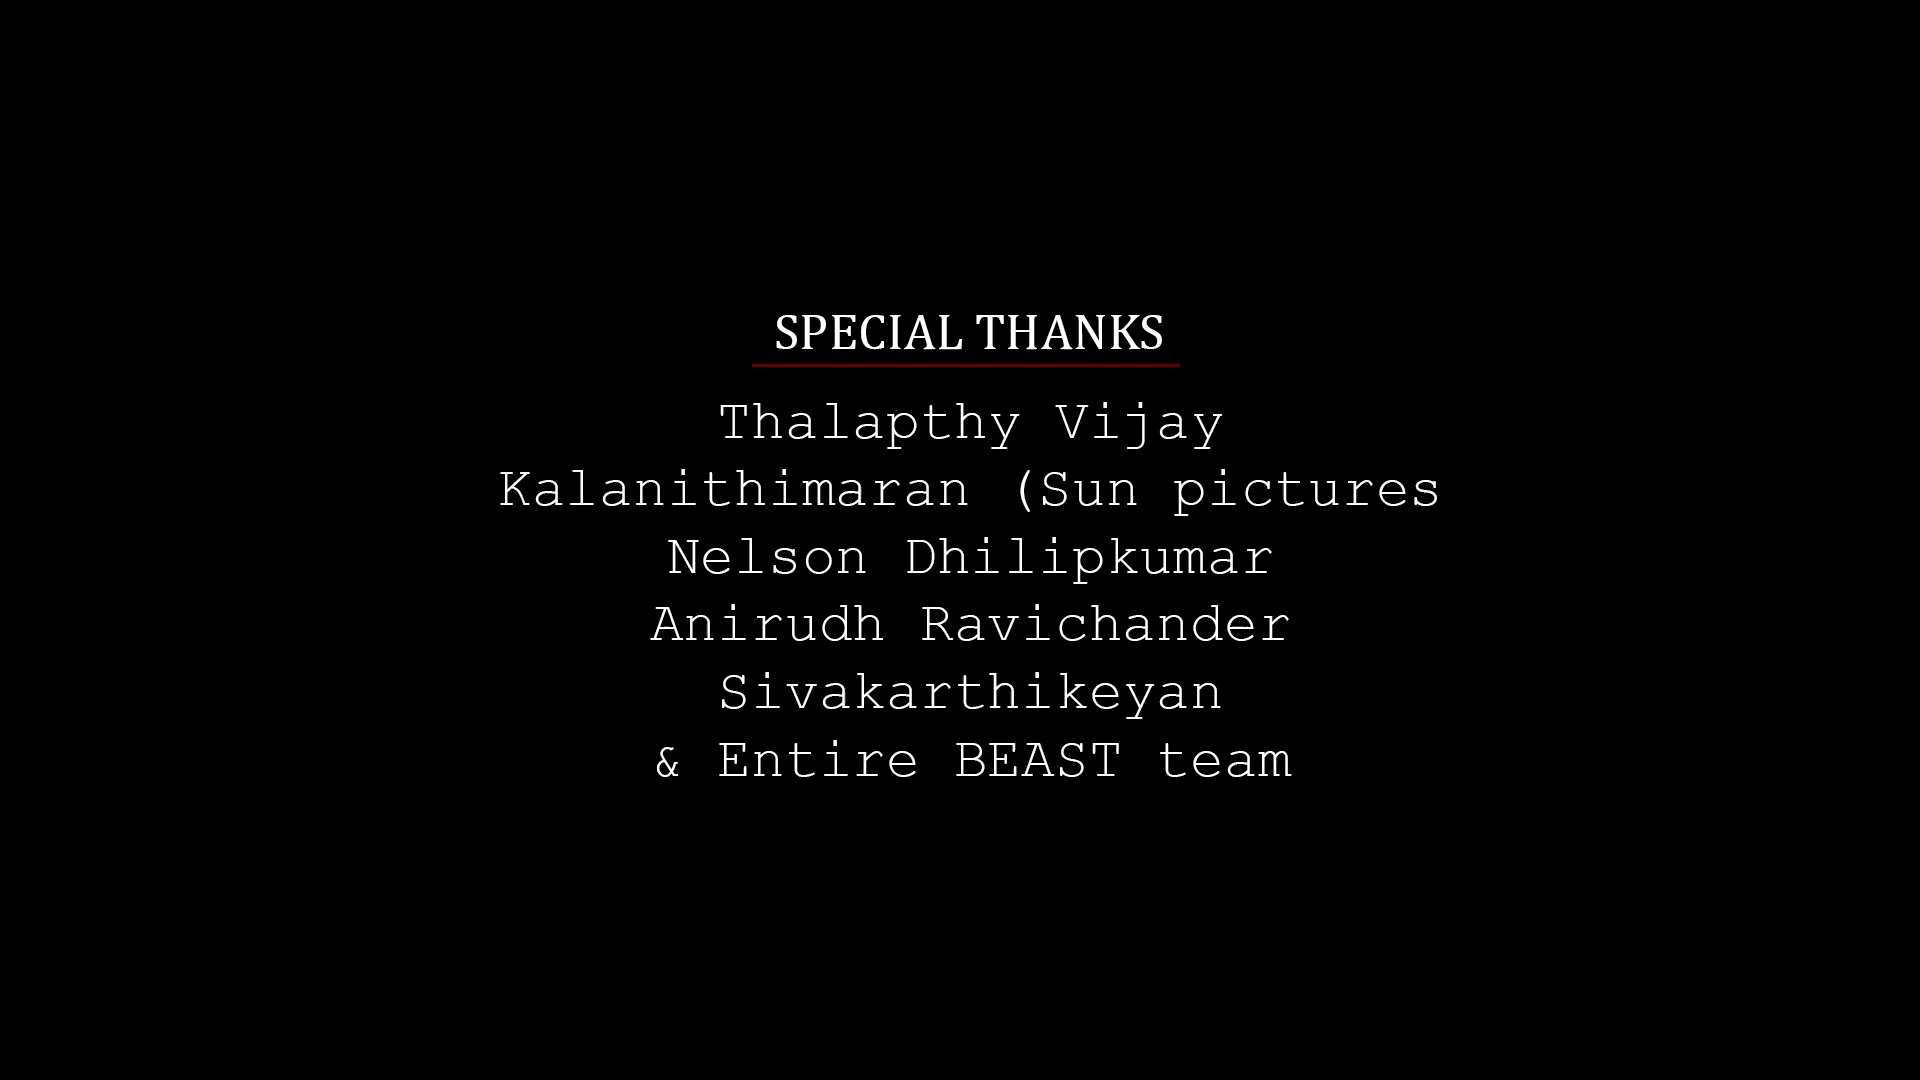 SPECIAL THANKS
Thalapthy Vijay
Kalanithimaran (Sun pictures
Nelson Dhilipkumar
Anirudh Ravichander
Sivakarthikeyan
& Entire BEAST team